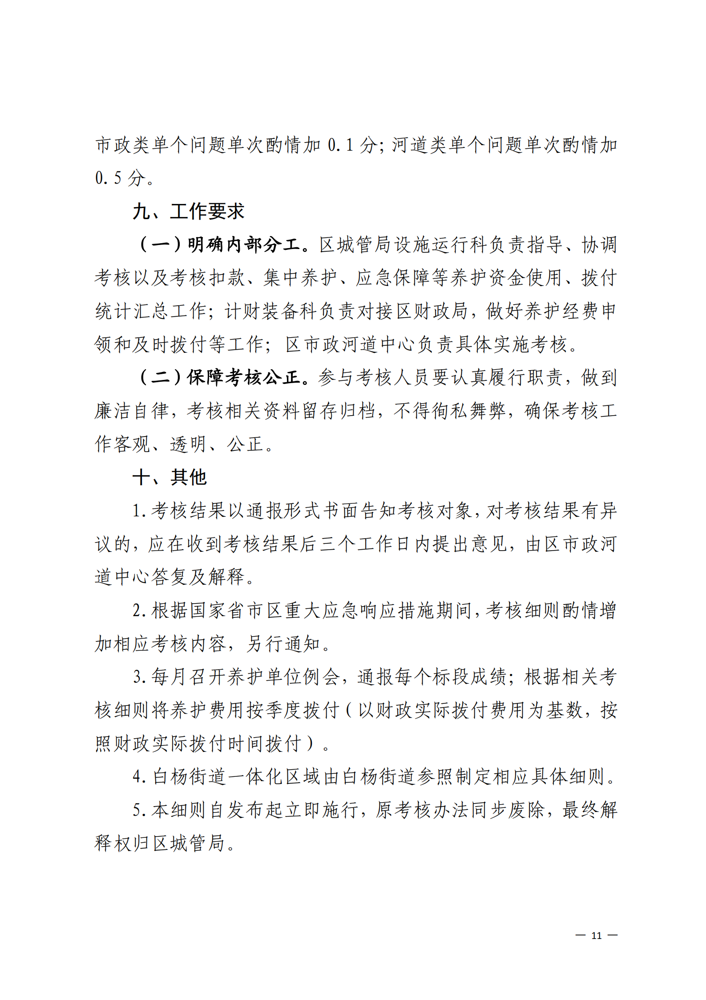 市政类单个问题单次酌情加 0.1 分；河道类单个问题单次酌情加
0.5 分。
九、工作要求
（一）明确内部分工。区城管局设施运行科负责指导、协调
考核以及考核扣款、集中养护、应急保障等养护资金使用、拨付
统计汇总工作；计财装备科负责对接区财政局，做好养护经费申
领和及时拨付等工作；区市政河道中心负责具体实施考核。
（二）保障考核公正。参与考核人员要认真履行职责，做到
廉洁自律，考核相关资料留存归档，不得徇私舞弊，确保考核工
作客观、透明、公正。
十、其他
1.考核结果以通报形式书面告知考核对象，对考核结果有异
议的，应在收到考核结果后三个工作日内提出意见，由区市政河
道中心答复及解释。
2.根据国家省市区重大应急响应措施期间，考核细则酌情增
加相应考核内容，另行通知。
3.每月召开养护单位例会，通报每个标段成绩；根据相关考
核细则将养护费用按季度拨付（以财政实际拨付费用为基数，按
照财政实际拨付时间拨付）。
4.白杨街道一体化区域由白杨街道参照制定相应具体细则。
5.本细则自发布起立即施行，原考核办法同步废除，最终解
释权归区城管局。
— 11 —